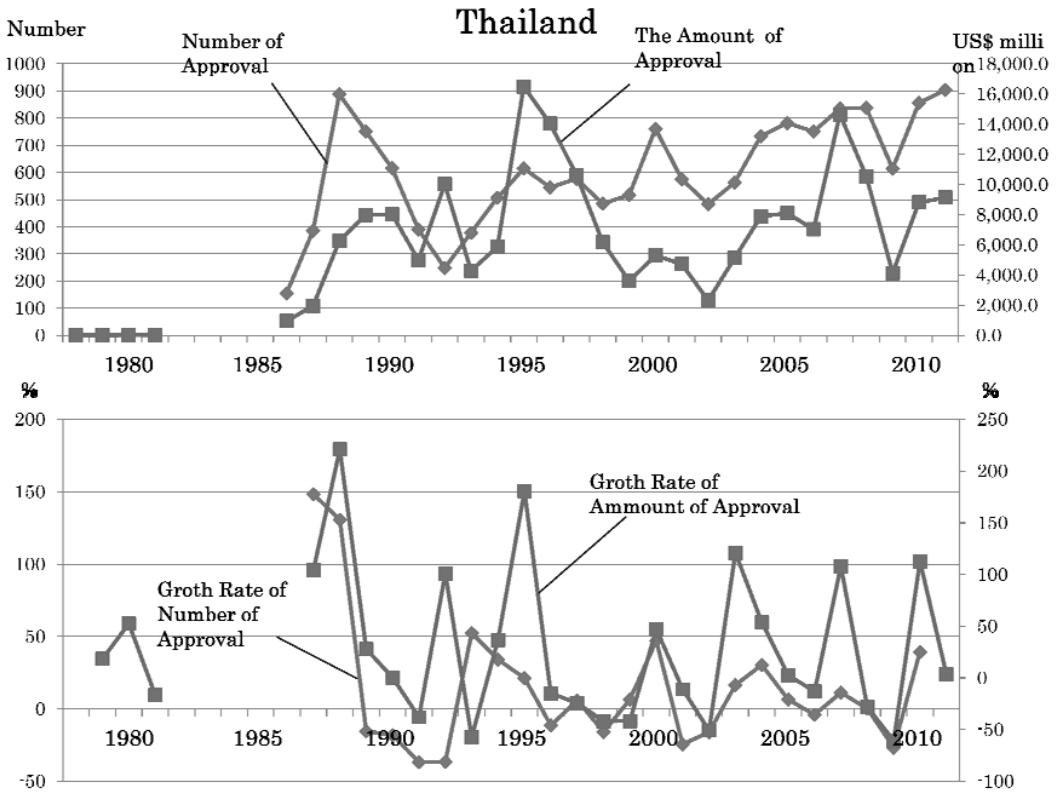 Thailand
Number
US$ milli
on
Number of
Approval
The Amount of
Approval
1000
900
800
700
600
500
400
300
200
100
0
18,000.0
16,000.0
14,000.0
12,000.0
10,000.0
8,000.0
6,000.0
4,000.0
2,000.0
0.0
1980 1985 1990 1995 2000 2005 2010
%
%
200
150
100
50
0
-50
250
200
150
100
50
0
-50
-100
Groth Rate of
Ammount of Approval
Groth Rate of
Number of
Approval
1980 1985 1990 1995 2000 2005 2010